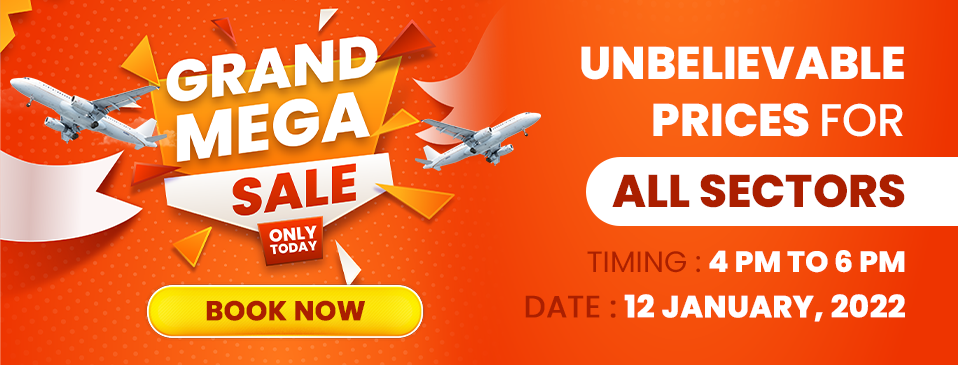 GRAND
MEGA
SALE
ONLY
TODAY
BOOK NOW
UNBELIEVABLE
PRICES FOR
ALL SECTORS
TIMING : 4 PM TO 6 PM
DATE : 12 JANUARY, 2022